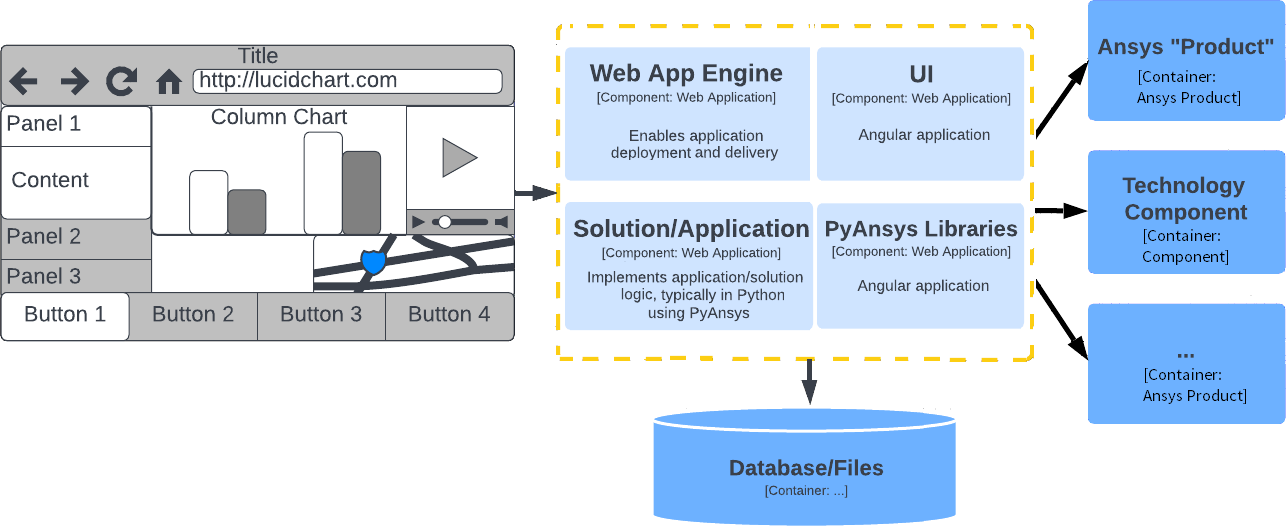 Title
http://lucidchart.com
Panel 1
Content
Panel 2
Panel 3
Column Chart
Button 1
Button 2
Button 3
Button 4
Web App Engine
[Component: Web Application]
Enables application
deployment and delivery
UI
[Component: Web Application]
Angular application
Solution/Application
[Component: Web Application]
Implements application/solution
logic, typically in Python
using PyAnsys
PyAnsys Libraries
[Component: Web Application]
Angular application
Database/Files
[Container: ...]
Ansys "Product"
[Container:
Ansys Product]
Technology
Component
[Container:
Component]
...
[Container:
Ansys Product]